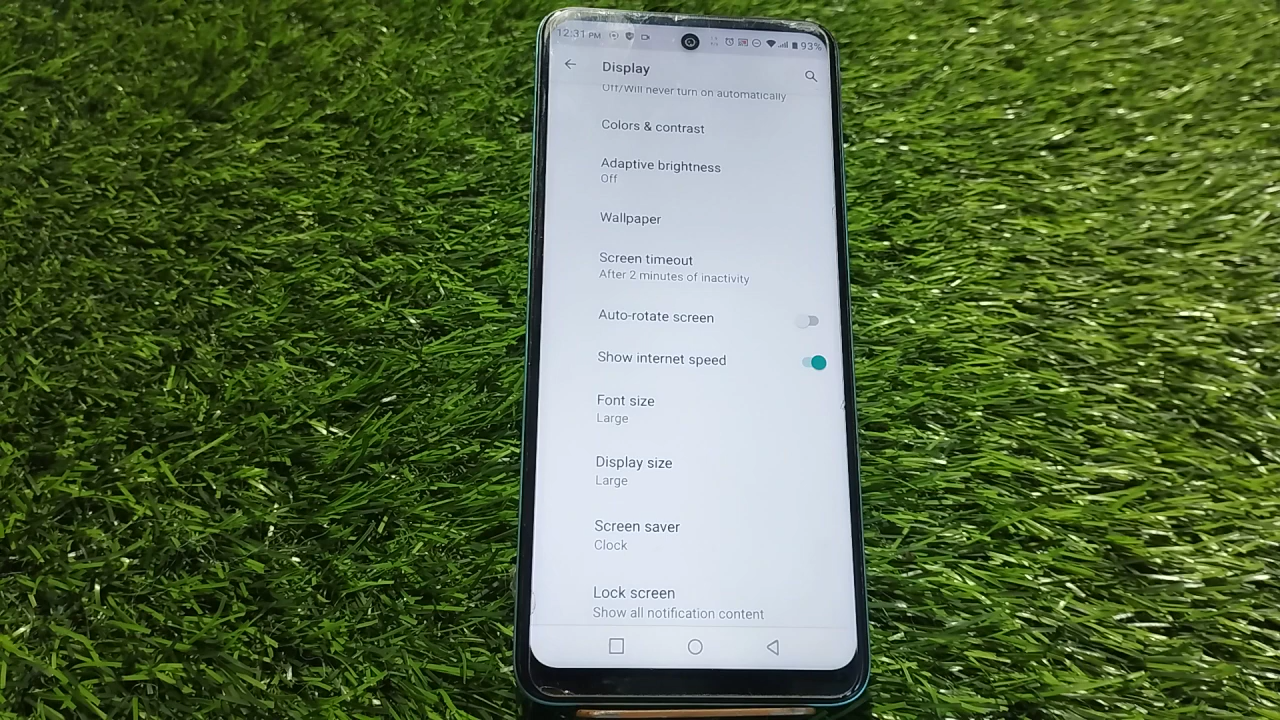 12:31 PM 93%
Display
Off/Will never turn on automatically
Colors & contrast
Adaptive brightness
Off
Wallpaper
Screen timeout
After 2 minutes of inactivity
Auto-rotate screen
Show internet speed
Font size
Large
Display size
Large
Screen saver
Clock
Lock screen
Show all notification content